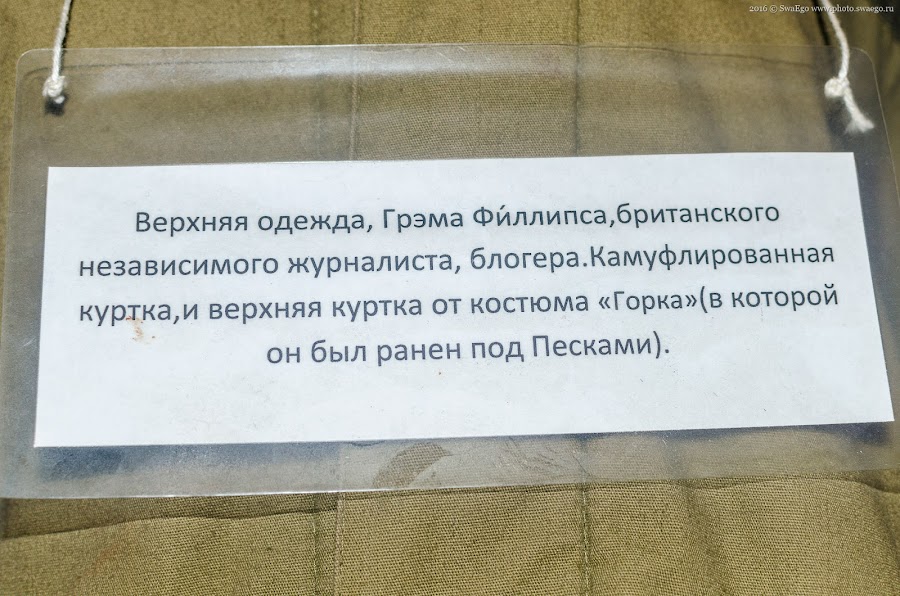 2016 © SwaEgo www.photo.swaego.ru
Верхняя одежда, Грэма Фи́ллипса,британского
независимого журналиста, блогера.Камуфлированная
куртка,и верхняя куртка от костюма «Горка»(в которой
он был ранен под Песками).